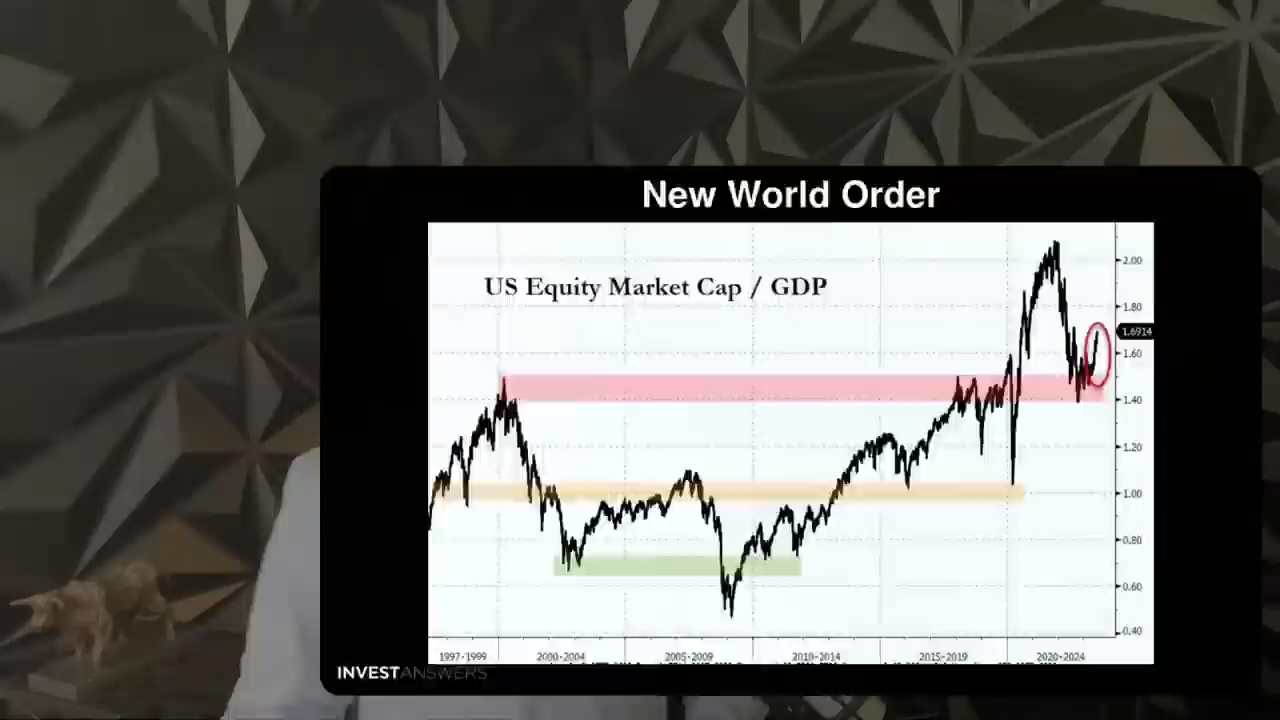 New World Order
US Equity Market Cap / GDP
2.00
1.80
1.6914
1.60
1.40
1.20
1.00
0.80
0.60
0.40
1997-1999 2000-2004 2005-2009 2010-2014 2015-2019 2020-2024
INVESTANSWERS